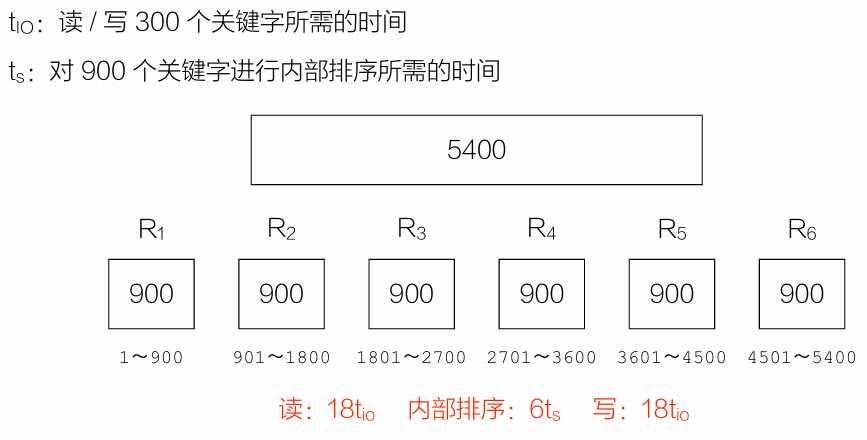 tIO：读 / 写 300 个关键字所需的时间
ts：对 900 个关键字进行内部排序所需的时间
5400
R1 R2 R3 R4 R5 R6
900 900 900 900 900 900
1～900 901～1800 1801～2700 2701～3600 3601～4500 4501～5400
读：18tio 内部排序：6ts 写：18tio